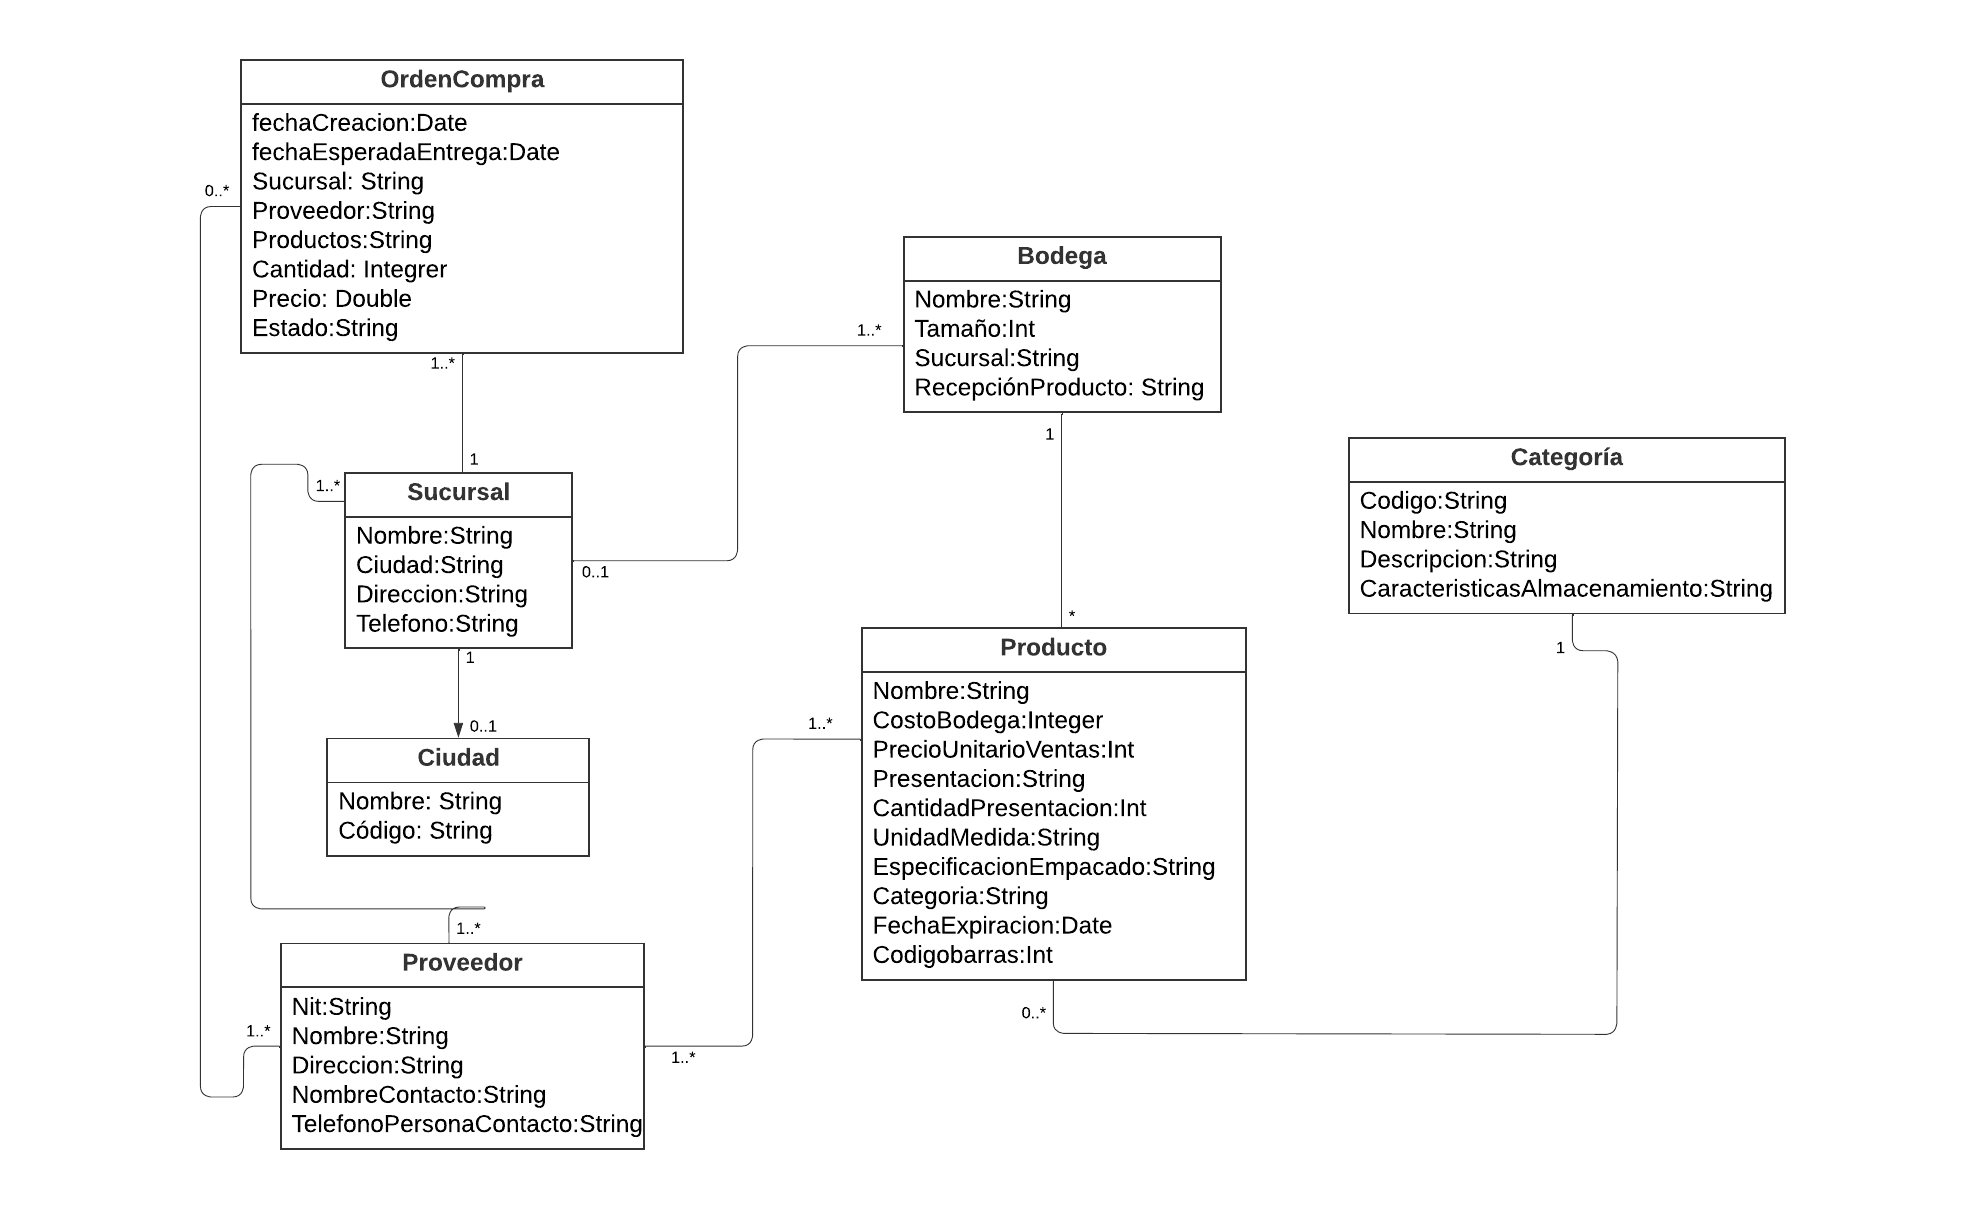 OrdenCompra
fechaCreacion:Date
fechaEsperadaEntrega:Date
Sucursal: String
Proveedor:String
Productos:String
Cantidad: Integrer
Precio: Double
Estado:String
0..*
1..*
1
Bodega
Nombre:String
Tamaño:Int
Sucursal:String
RecepciónProducto: String
1..*
1
*
Categoría
Codigo:String
Nombre:String
Descripcion:String
CaracteristicasAlmacenamiento:String
1
1..*
Sucursal
Nombre:String
Ciudad:String
Direccion:String
Telefono:String
0..1
1
0..1
Ciudad
Nombre: String
Código: String
Producto
Nombre:String
CostoBodega:Integer
PrecioUnitarioVentas:Int
Presentacion:String
CantidadPresentacion:Int
UnidadMedida:String
EspecificacionEmpacado:String
Categoria:String
FechaExpiracion:Date
Codigobarras:Int
1..*
0..*
1..*
Proveedor
Nit:String
Nombre:String
Direccion:String
NombreContacto:String
TelefonoPersonaContacto:String
1..*
1..*